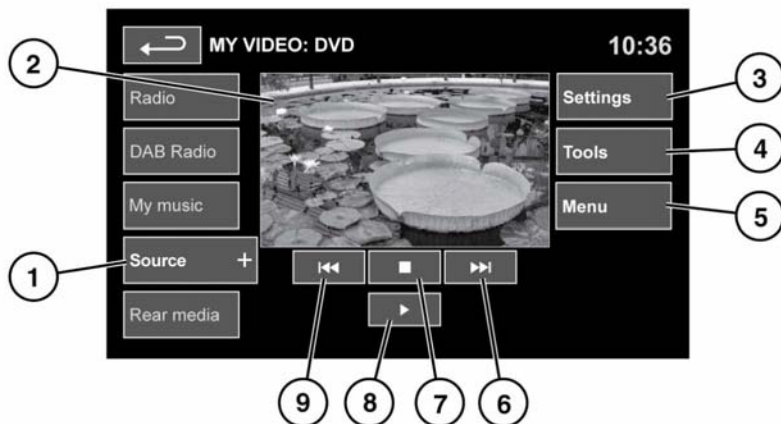 MY VIDEO: DVD
10:36
2
Radio
Settings
3
DAB Radio
Tools
4
My music
Menu
5
1
Source +
Rear media
9
8
7
6